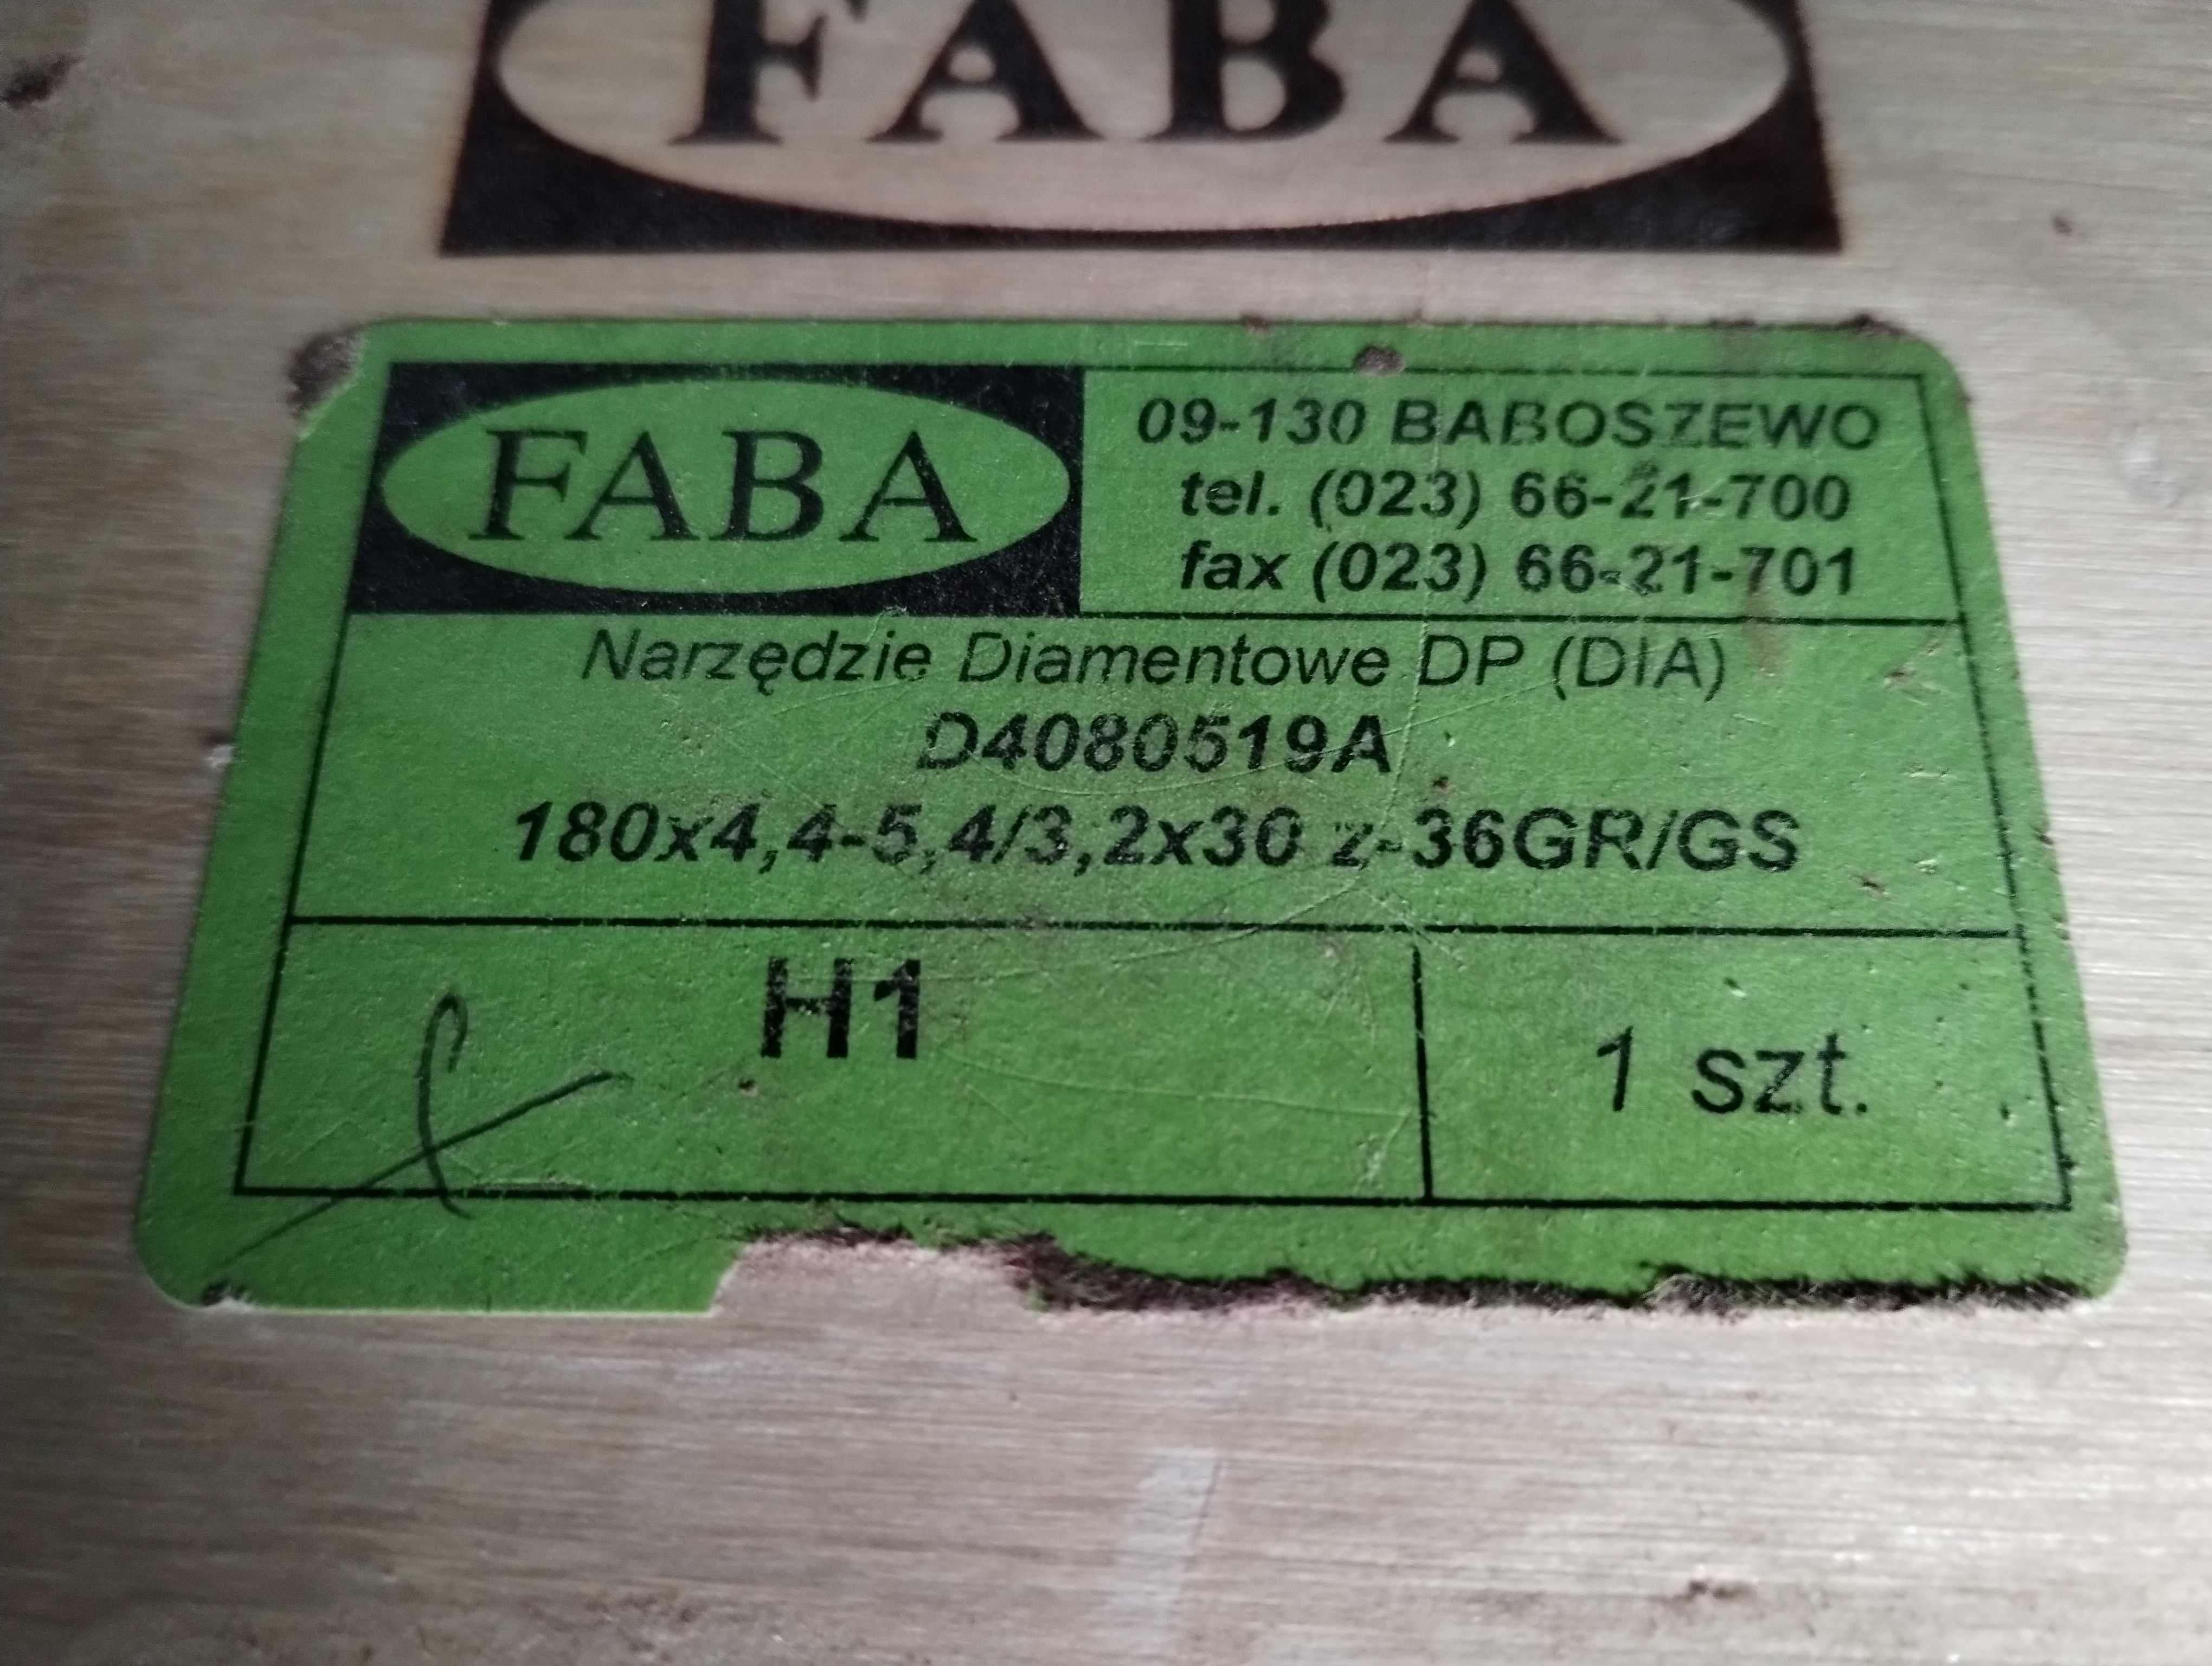 FABA
FABA
09-130 BABOSZEWO
tel. (023) 66-21-700
fax (023) 66-21-701
Narzędzie Diamentowe DP (DIA)
D4080519A
180x4,4-5,4/3,2x30 z-36GR/GS
H1
1 szt.